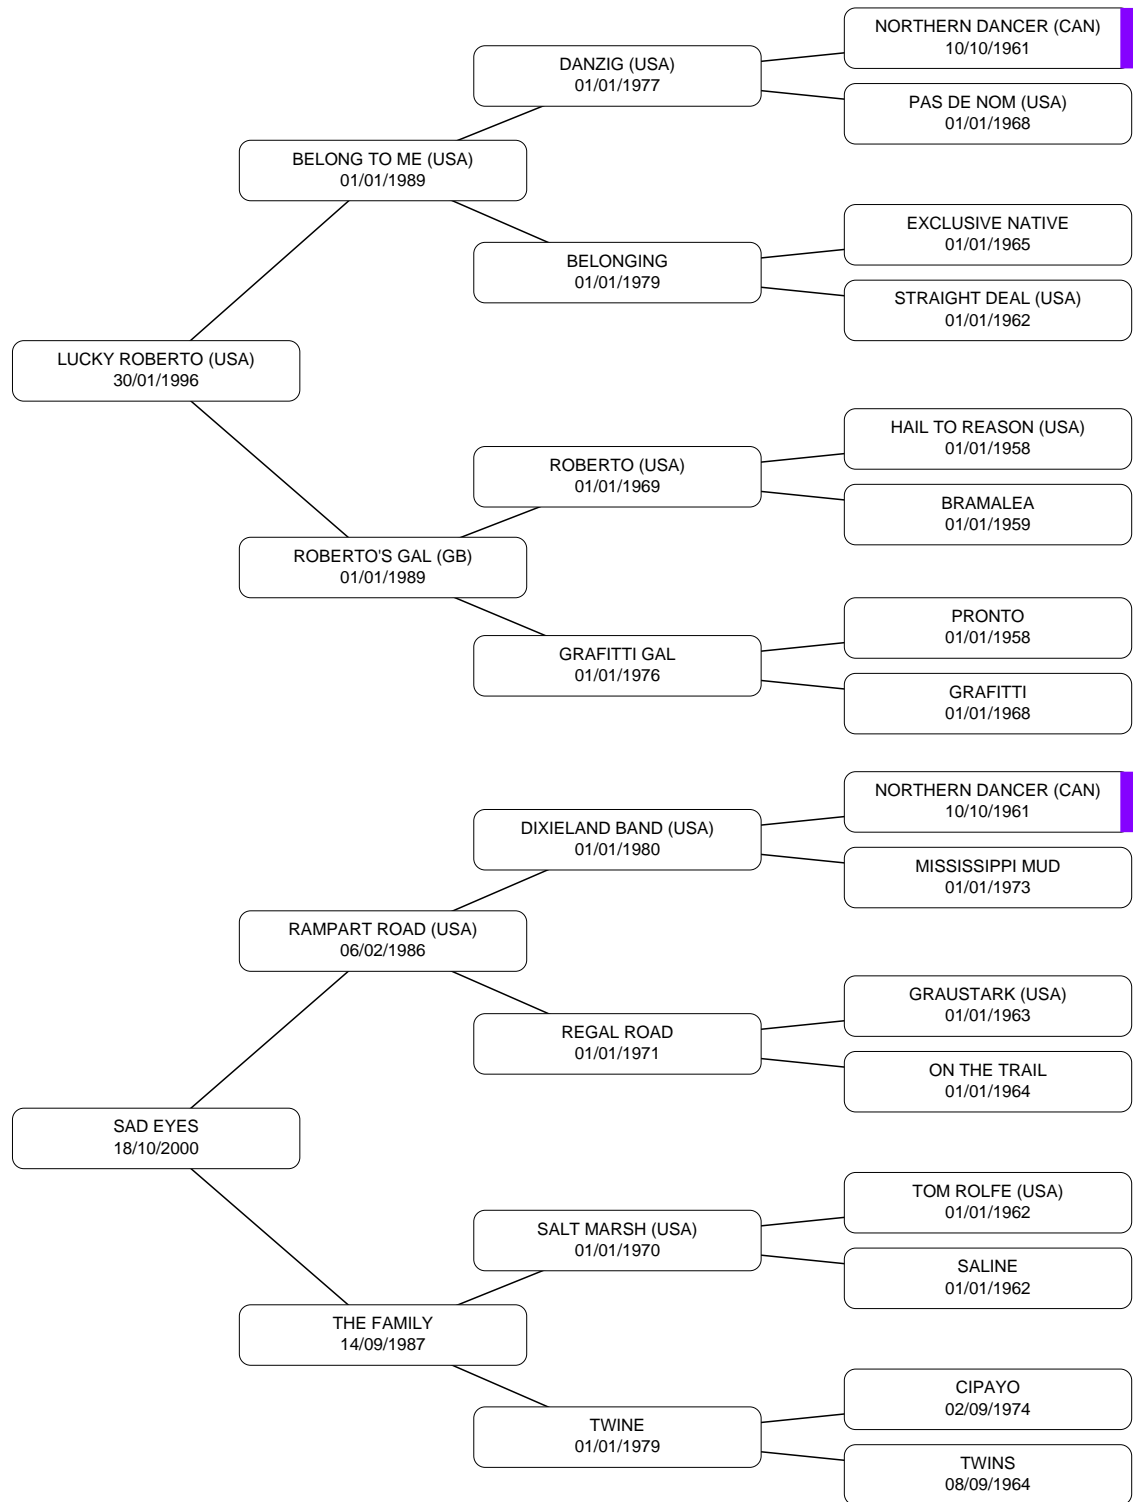 NORTHERN DANCER (CAN)
10/10/1961
DANZIG (USA)
01/01/1977
PAS DE NOM (USA)
01/01/1968
BELONG TO ME (USA)
01/01/1989
EXCLUSIVE NATIVE
01/01/1965
BELONGING
01/01/1979
STRAIGHT DEAL (USA)
01/01/1962
LUCKY ROBERTO (USA)
30/01/1996
HAIL TO REASON (USA)
01/01/1958
ROBERTO (USA)
01/01/1969
BRAMALEA
01/01/1959
ROBERTO'S GAL (GB)
01/01/1989
PRONTO
01/01/1958
GRAFITTI GAL
01/01/1976
GRAFITTI
01/01/1968
NORTHERN DANCER (CAN)
10/10/1961
DIXIELAND BAND (USA)
01/01/1980
MISSISSIPPI MUD
01/01/1973
RAMPART ROAD (USA)
06/02/1986
GRAUSTARK (USA)
01/01/1963
REGAL ROAD
01/01/1971
ON THE TRAIL
01/01/1964
SAD EYES
18/10/2000
TOM ROLFE (USA)
01/01/1962
SALT MARSH (USA)
01/01/1970
SALINE
01/01/1962
THE FAMILY
14/09/1987
CIPAYO
02/09/1974
TWINE
01/01/1979
TWINS
08/09/1964